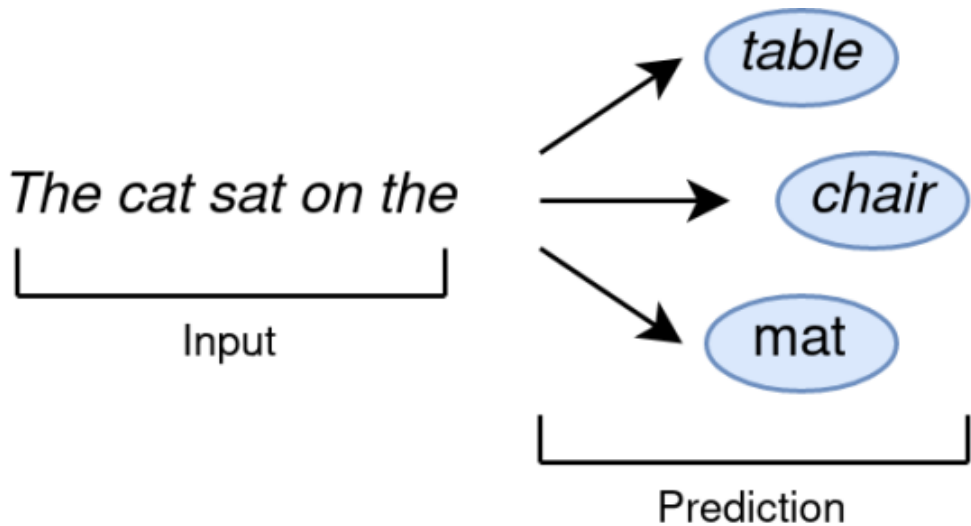 table
The cat sat on the
chair
Input
mat
Prediction